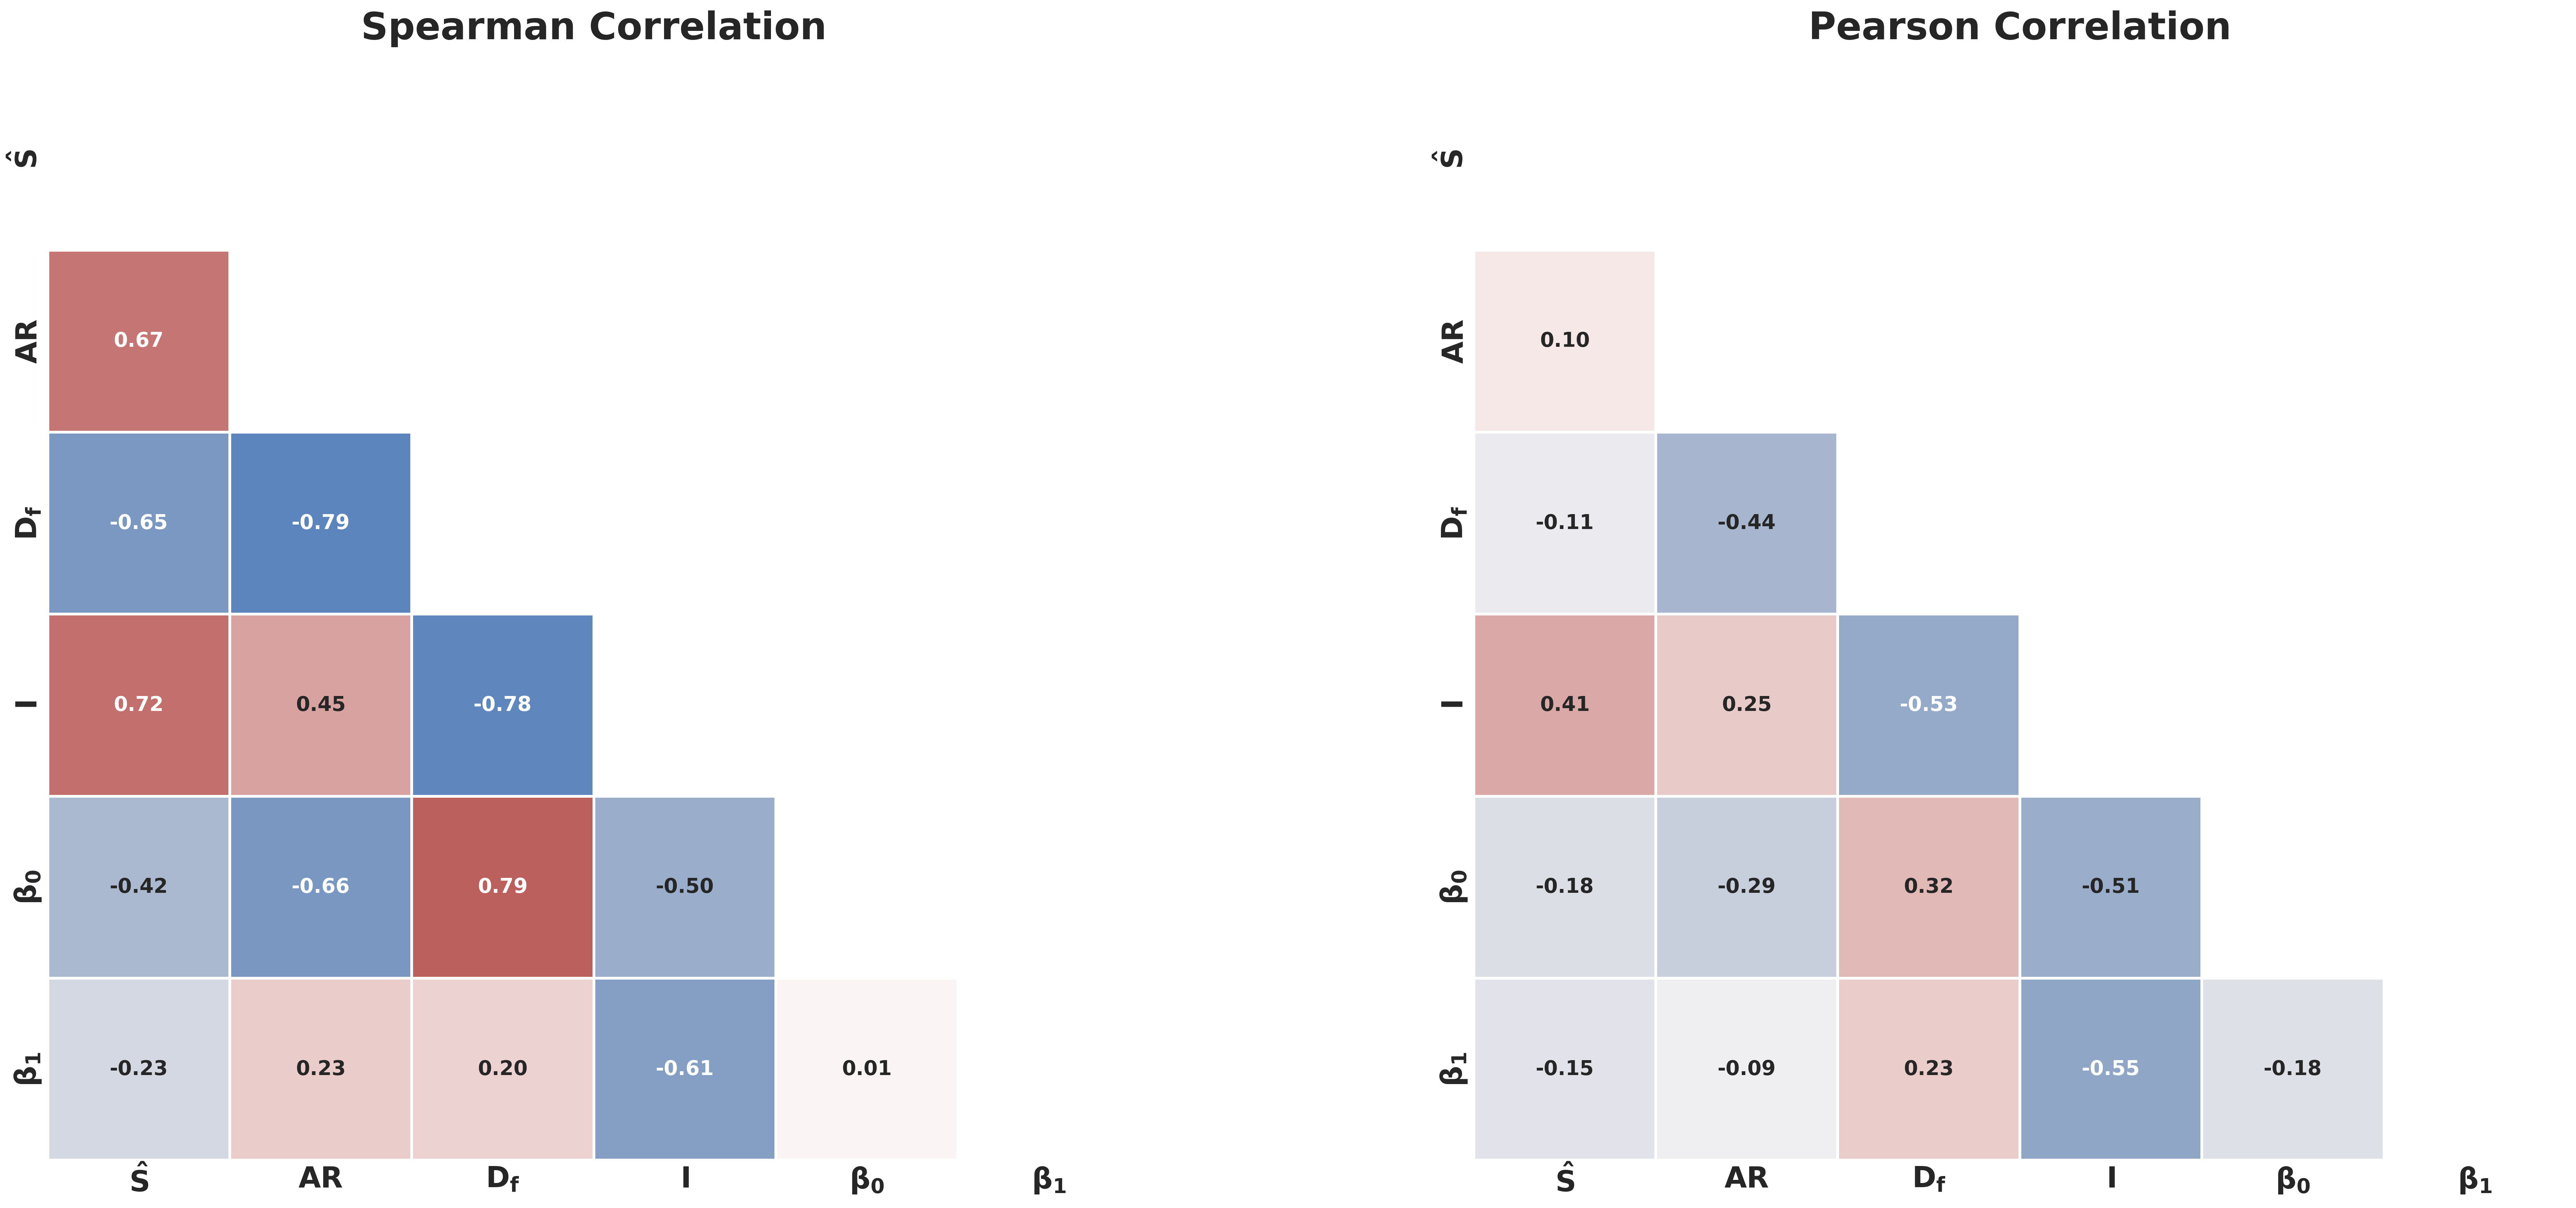 Spearman Correlation
Ŝ
AR
0.67
D_f
-0.65 -0.79
I
0.72 0.45 -0.78
β₀
-0.42 -0.66 0.79 -0.50
β₁
-0.23 0.23 0.20 -0.61 0.01
Ŝ AR D_f I β₀ β₁
Pearson Correlation
Ŝ
AR
0.10
D_f
-0.11 -0.44
I
0.41 0.25 -0.53
β₀
-0.18 -0.29 0.32 -0.51
β₁
-0.15 -0.09 0.23 -0.55 -0.18
Ŝ AR D_f I β₀ β₁